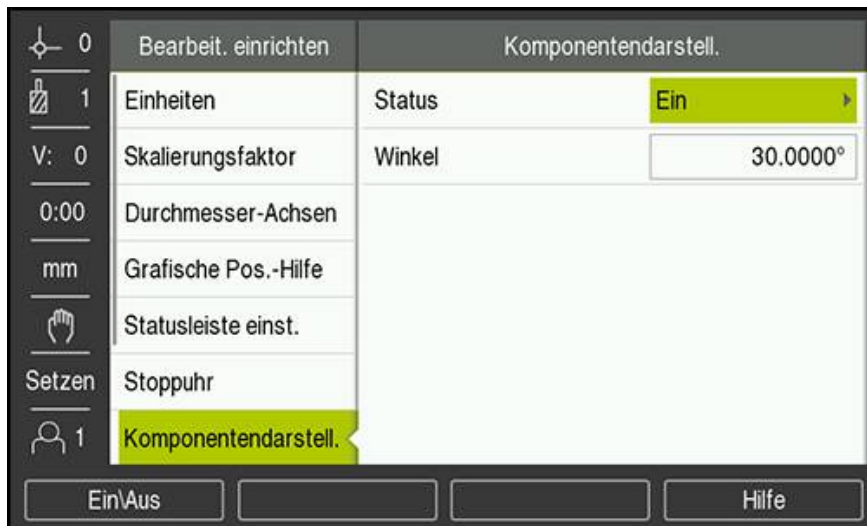 0
Bearbeit. einrichten
Komponentendarstell.
1
Einheiten
Status
Ein
V: 0
Skalierungsfaktor
Winkel
30.0000°
0:00
Durchmesser-Achsen
mm
Grafische Pos.-Hilfe
Statusleiste einst.
Setzen
Stoppuhr
1
Komponentendarstell.
Ein\Aus
Hilfe